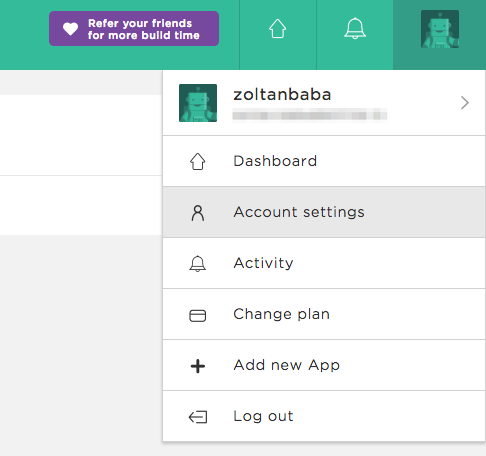 Refer your friends
for more build time
zoltanbaba
Dashboard
Account settings
Activity
Change plan
Add new App
Log out